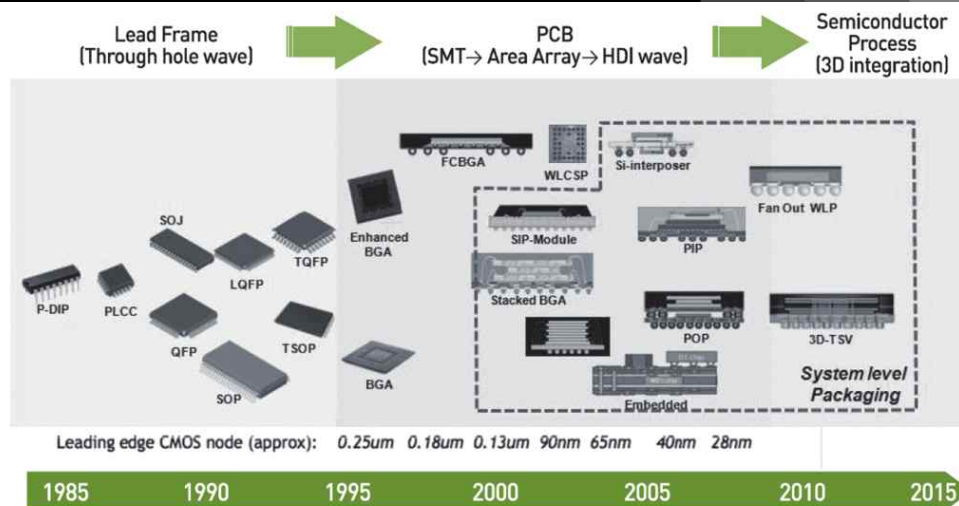 Lead Frame
(Through hole wave)
PCB
(SMT→ Area Array→ HDI wave)
Semiconductor
Process
(3D integration)
FCBGA
WLCSP
Si-interposer
Fan Out WLP
Enhanced
BGA
SOJ
TQFP
LQFP
SIP-Module
PIP
P-DIP
PLCC
Stacked BGA
QFP
TSOP
SOP
BGA
POP
3D-TSV
Embedded
System level
Packaging
Leading edge CMOS node (approx): 0.25um 0.18um 0.13um 90nm 65nm 40nm 28nm
1985 1990 1995 2000 2005 2010 2015